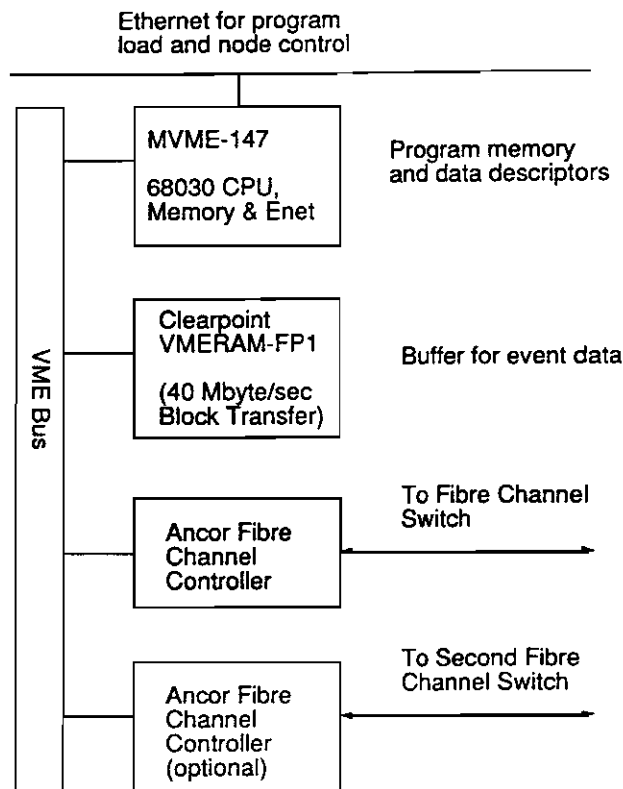 Ethernet for program
load and node control
MVME-147
68030 CPU,
Memory & Enet
Program memory
and data descriptors
Clearpoint
VMERAM-FP1
(40 Mbyte/sec
Block Transfer)
Buffer for event data
VME Bus
Ancor Fibre
Channel
Controller
To Fibre Channel
Switch
Ancor Fibre
Channel
Controller
(optional)
To Second Fibre
Channel Switch